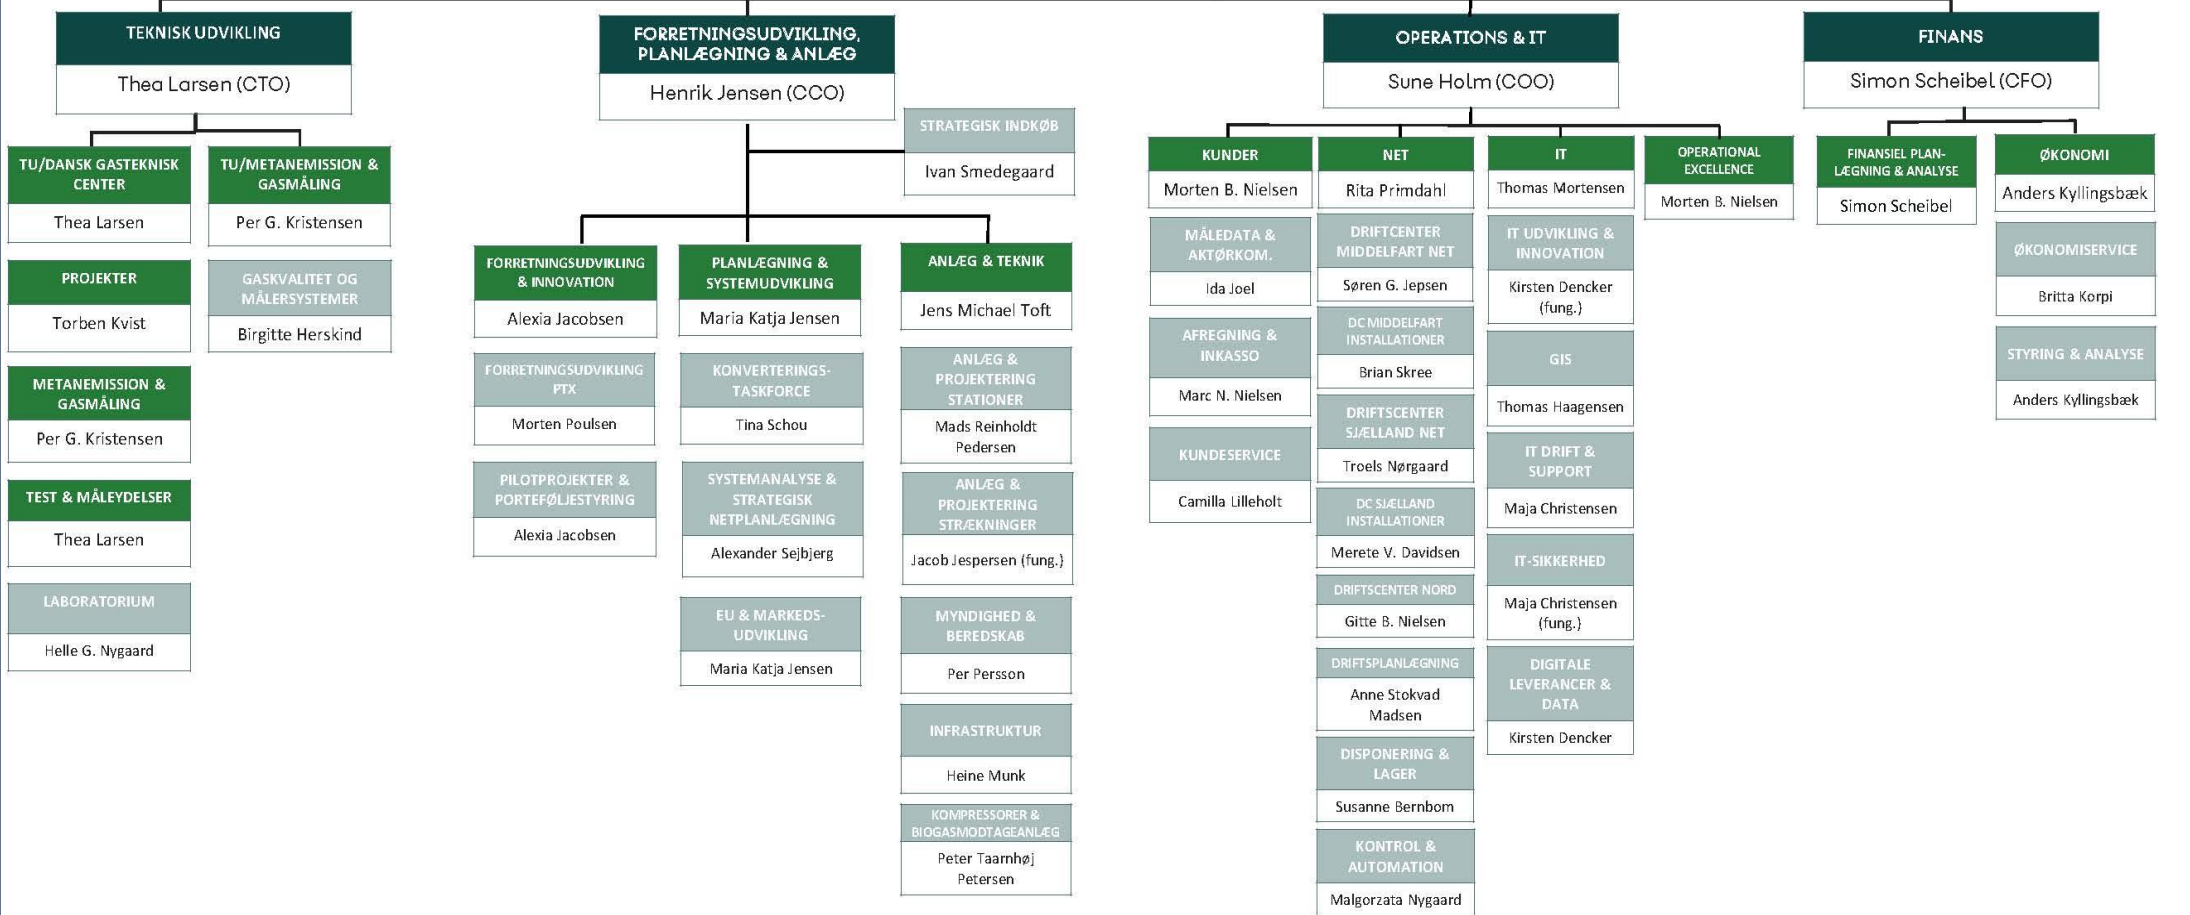 TEKNISK UDVIKLING
Thea Larsen (CTO)
TU/DANSK GASTEKNISK
CENTER
Thea Larsen
PROJEKTER
Torben Kvist
METANEMISSION &
GASMÅLING
Per G. Kristensen
TEST & MÅLEYDELSER
Thea Larsen
LABORATORIUM
Helle G. Nygaard
TU/METANEMISSION &
GASMÅLING
Per G. Kristensen
GASKVALITET OG
MÅLERSYSTEMER
Birgitte Herskind
FORRETNINGSUDVIKLING,
PLANLÆGNING & ANLÆG
Henrik Jensen (CCO)
STRATEGISK INDKØB
Ivan Smedegaard
FORRETNINGSUDVIKLING
& INNOVATION
Alexia Jacobsen
FORRETNINGSUDVIKLING
PTX
Morten Poulsen
PILOTPROJEKTER &
PORTEFØLJESTYRING
Alexia Jacobsen
PLANLÆGNING &
SYSTEMUDVIKLING
Maria Katja Jensen
KONVERTERINGS-
TASKFORCE
Tina Schou
SYSTEMANALYSE &
STRATEGISK
NETPLANLÆGNING
Alexander Sejbjerg
EU & MARKEDS-
UDVIKLING
Maria Katja Jensen
ANLÆG & TEKNIK
Jens Michael Toft
ANLÆG &
PROJEKTERING
STATIONER
Mads Reinholdt
Pedersen
ANLÆG &
PROJEKTERING
STRÆKNINGER
Jacob Jespersen (fung.)
MYNDIGHED &
BEREDSKAB
Per Persson
INFRASTRUKTUR
Heine Munk
KOMPRESSORER &
BIOGASMODTAGEANLÆG
Peter Taarnhøj
Petersen
OPERATIONS & IT
Sune Holm (COO)
KUNDER
Morten B. Nielsen
MÅLEDATA &
AKTØRKOM.
Ida Joel
AFREGNING &
INKASSO
Marc N. Nielsen
KUNDESERVICE
Camilla Lilleholt
NET
Rita Primdahl
DRIFTCENTER
MIDDELFART NET
Søren G. Jepsen
DC MIDDELFART
INSTALLATIONER
Brian Skree
DRIFTSCENTER
SJÆLLAND NET
Troels Nørgaard
DC SJÆLLAND
INSTALLATIONER
Merete V. Davidsen
DRIFTSCENTER NORD
Gitte B. Nielsen
DRIFTSPLANLÆGNING
Anne Stokvad
Madsen
DISPONERING &
LAGER
Susanne Bernbom
KONTROL &
AUTOMATION
Malgorzata Nygaard
IT
Thomas Mortensen
IT UDVIKLING &
INNOVATION
Kirsten Dencker
(fung.)
GIS
Thomas Haagensen
IT DRIFT &
SUPPORT
Maja Christensen
IT-SIKKERHED
Maja Christensen
(fung.)
DIGITALE
LEVERANCER &
DATA
Kirsten Dencker
OPERATIONAL
EXCELLENCE
Morten B. Nielsen
FINANS
Simon Scheibel (CFO)
FINANSIEL PLAN-
LÆGNING & ANALYSE
Simon Scheibel
ØKONOMI
Anders Kyllingsbæk
ØKONOMISERVICE
Britta Korpi
STYRING & ANALYSE
Anders Kyllingsbæk